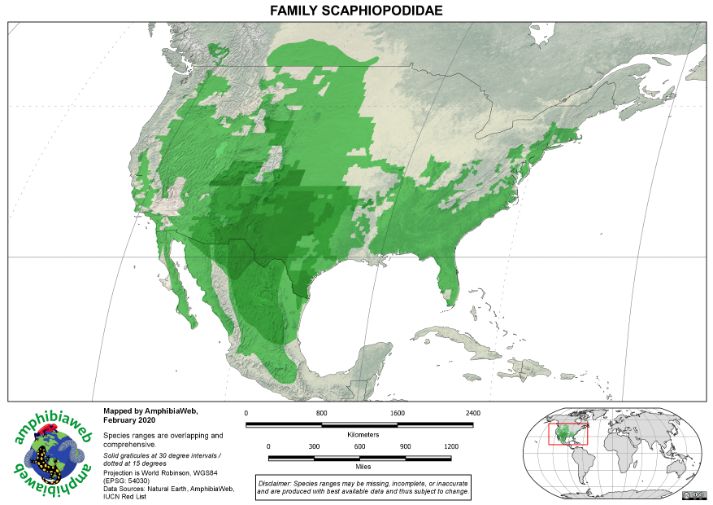 FAMILY SCAPHIOPODIDAE
amphibiaweb
amphibiaweb
Mapped by AmphibiaWeb,
February 2020
Species ranges are overlapping and
comprehensive.
Solid graticules at 30 degree intervals /
dotted at 15 degrees
Projection is World Robinson, WGS84
(EPSG: 54030)
Data Sources: Natural Earth, AmphibiaWeb,
IUCN Red List
0 800 1600 2400
Kilometers
0 300 600 900 1200
Miles
Disclaimer: Species ranges may be missing, incomplete, or inaccurate
and are produced with best available data and thus subject to change.